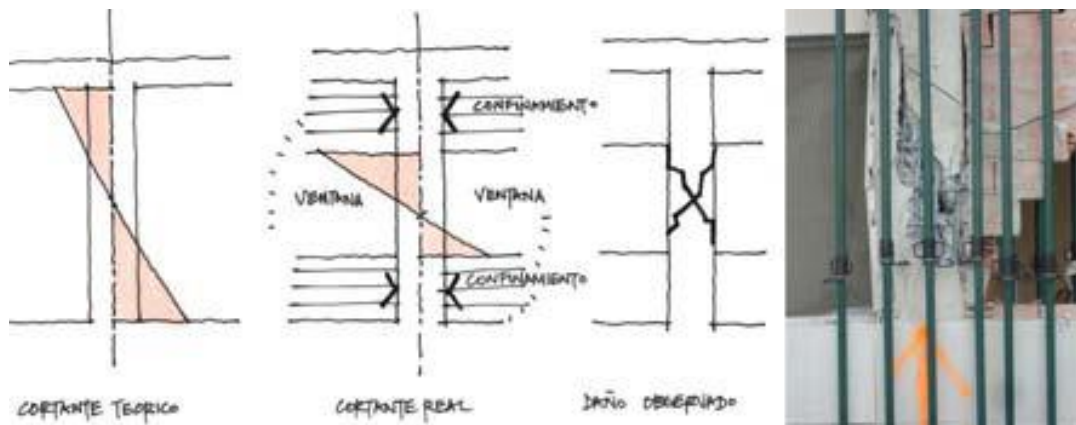 CONFINAMIENTO
VENTANA
VENTANA
CONFINAMIENTO
CORTANTE TEORICO
CORTANTE REAL
DAÑO OBSERVADO